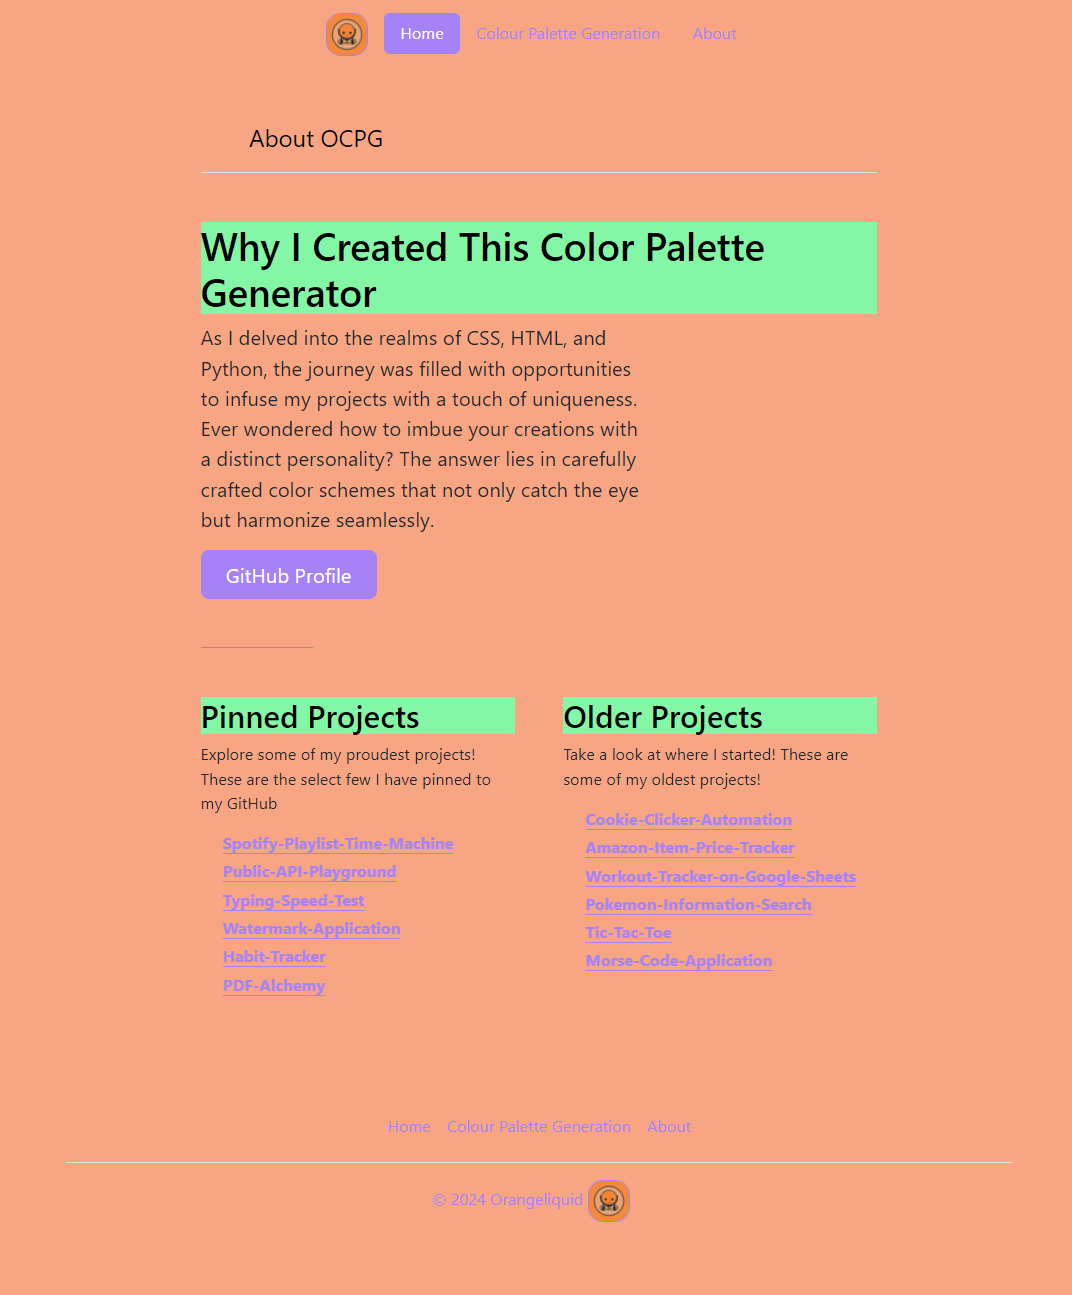 Home Colour Palette Generation About
About OCPG
Why I Created This Color Palette
Generator
As I delved into the realms of CSS, HTML, and
Python, the journey was filled with opportunities
to infuse my projects with a touch of uniqueness.
Ever wondered how to imbue your creations with
a distinct personality? The answer lies in carefully
crafted color schemes that not only catch the eye
but harmonize seamlessly.
GitHub Profile
Pinned Projects
Explore some of my proudest projects!
These are the select few I have pinned to
my GitHub
Spotify-Playlist-Time-Machine
Public-API-Playground
Typing-Speed-Test
Watermark-Application
Habit-Tracker
PDF-Alchemy
Older Projects
Take a look at where I started! These are
some of my oldest projects!
Cookie-Clicker-Automation
Amazon-Item-Price-Tracker
Workout-Tracker-on-Google-Sheets
Pokemon-Information-Search
Tic-Tac-Toe
Morse-Code-Application
Home Colour Palette Generation About
© 2024 Orangeliquid